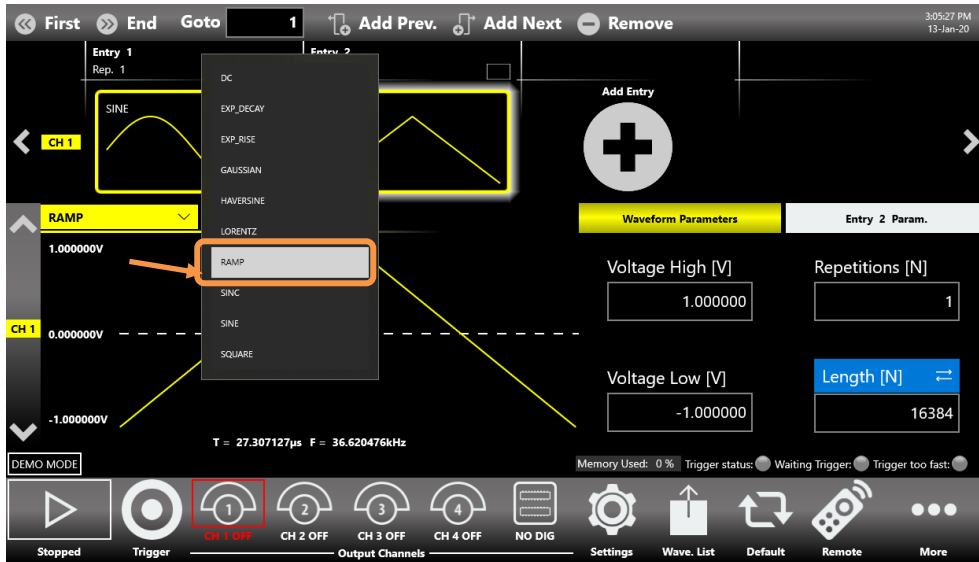 First End Goto 1 Add Prev. Add Next Remove
3:05:27 PM
13-Jan-20
Entry 1
Rep. 1
Entry 2
SINE
CH 1
Add Entry
DC
EXP_DECAY
EXP_RISE
GAUSSIAN
HAVERSINE
LORENTZ
RAMP
SINC
SINE
SQUARE
RAMP
1.000000V
CH 1
0.000000V
-1.000000V
T = 27.307127µs F = 36.620476kHz
Waveform Parameters Entry 2 Param.
Voltage High [V] Repetitions [N]
1.000000 1
Voltage Low [V] Length [N]
-1.000000 16384
DEMO MODE
Memory Used: 0 % Trigger status: Waiting Trigger: Trigger too fast:
1 2 3 4
CH 1 OFF CH 2 OFF CH 3 OFF CH 4 OFF NO DIG
Stopped Trigger Output Channels Settings Wave. List Default Remote More